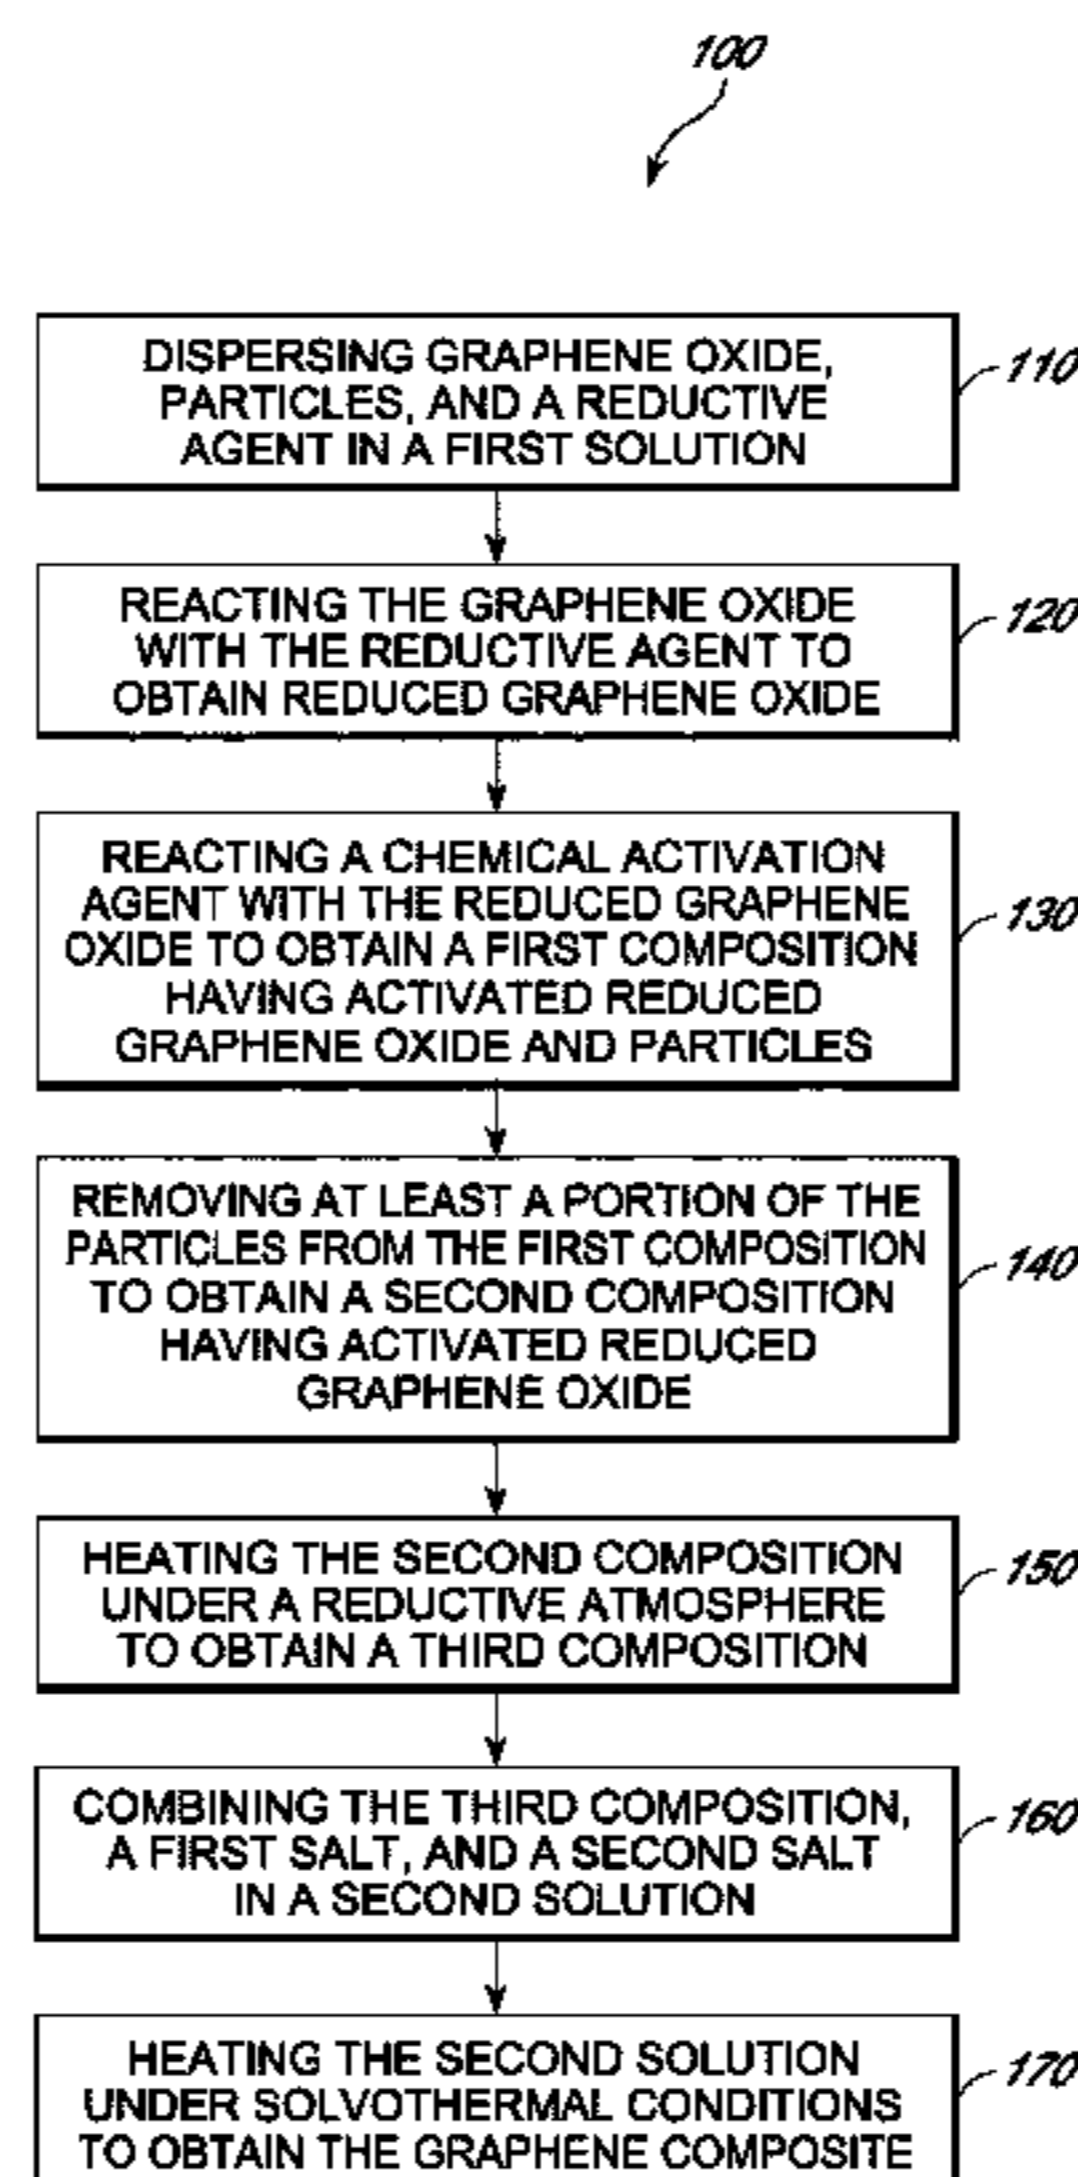 100
DISPERSING GRAPHENE OXIDE,
PARTICLES, AND A REDUCTIVE
AGENT IN A FIRST SOLUTION
110
REACTING THE GRAPHENE OXIDE
WITH THE REDUCTIVE AGENT TO
OBTAIN REDUCED GRAPHENE OXIDE
120
REACTING A CHEMICAL ACTIVATION
AGENT WITH THE REDUCED GRAPHENE
OXIDE TO OBTAIN A FIRST COMPOSITION
HAVING ACTIVATED REDUCED
GRAPHENE OXIDE AND PARTICLES
130
REMOVING AT LEAST A PORTION OF THE
PARTICLES FROM THE FIRST COMPOSITION
TO OBTAIN A SECOND COMPOSITION
HAVING ACTIVATED REDUCED
GRAPHENE OXIDE
140
HEATING THE SECOND COMPOSITION
UNDER A REDUCTIVE ATMOSPHERE
TO OBTAIN A THIRD COMPOSITION
150
COMBINING THE THIRD COMPOSITION,
A FIRST SALT, AND A SECOND SALT
IN A SECOND SOLUTION
160
HEATING THE SECOND SOLUTION
UNDER SOLVOTHERMAL CONDITIONS
TO OBTAIN THE GRAPHENE COMPOSITE
170